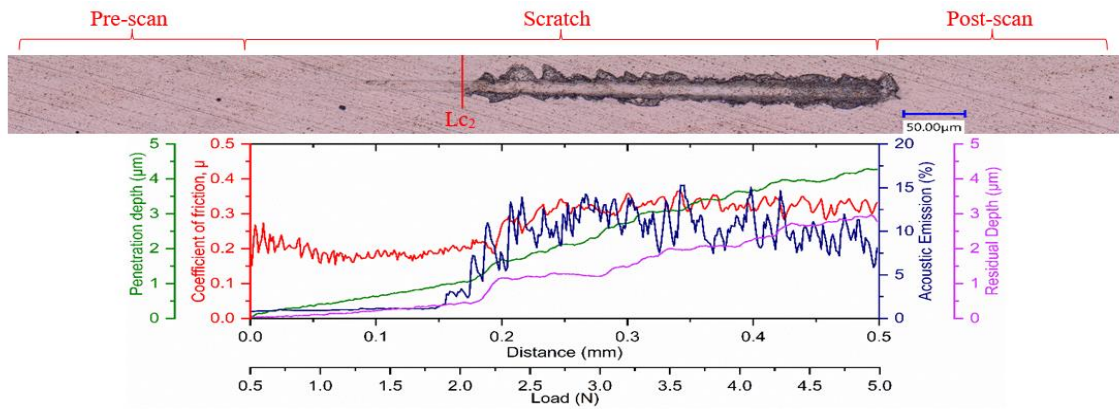 Pre-scan Scratch Post-scan
Lc2
50.00μm
Penetration depth (μm)
5
4
3
2
1
0
Coefficient of friction, μ
0.5
0.4
0.3
0.2
0.1
0.0
20
15
10
5
0
Acoustic Emission (%)
5
4
3
2
1
0
Residual Depth (μm)
0.0 0.1 0.2 0.3 0.4 0.5
Distance (mm)
0.5 1.0 1.5 2.0 2.5 3.0 3.5 4.0 4.5 5.0
Load (N)